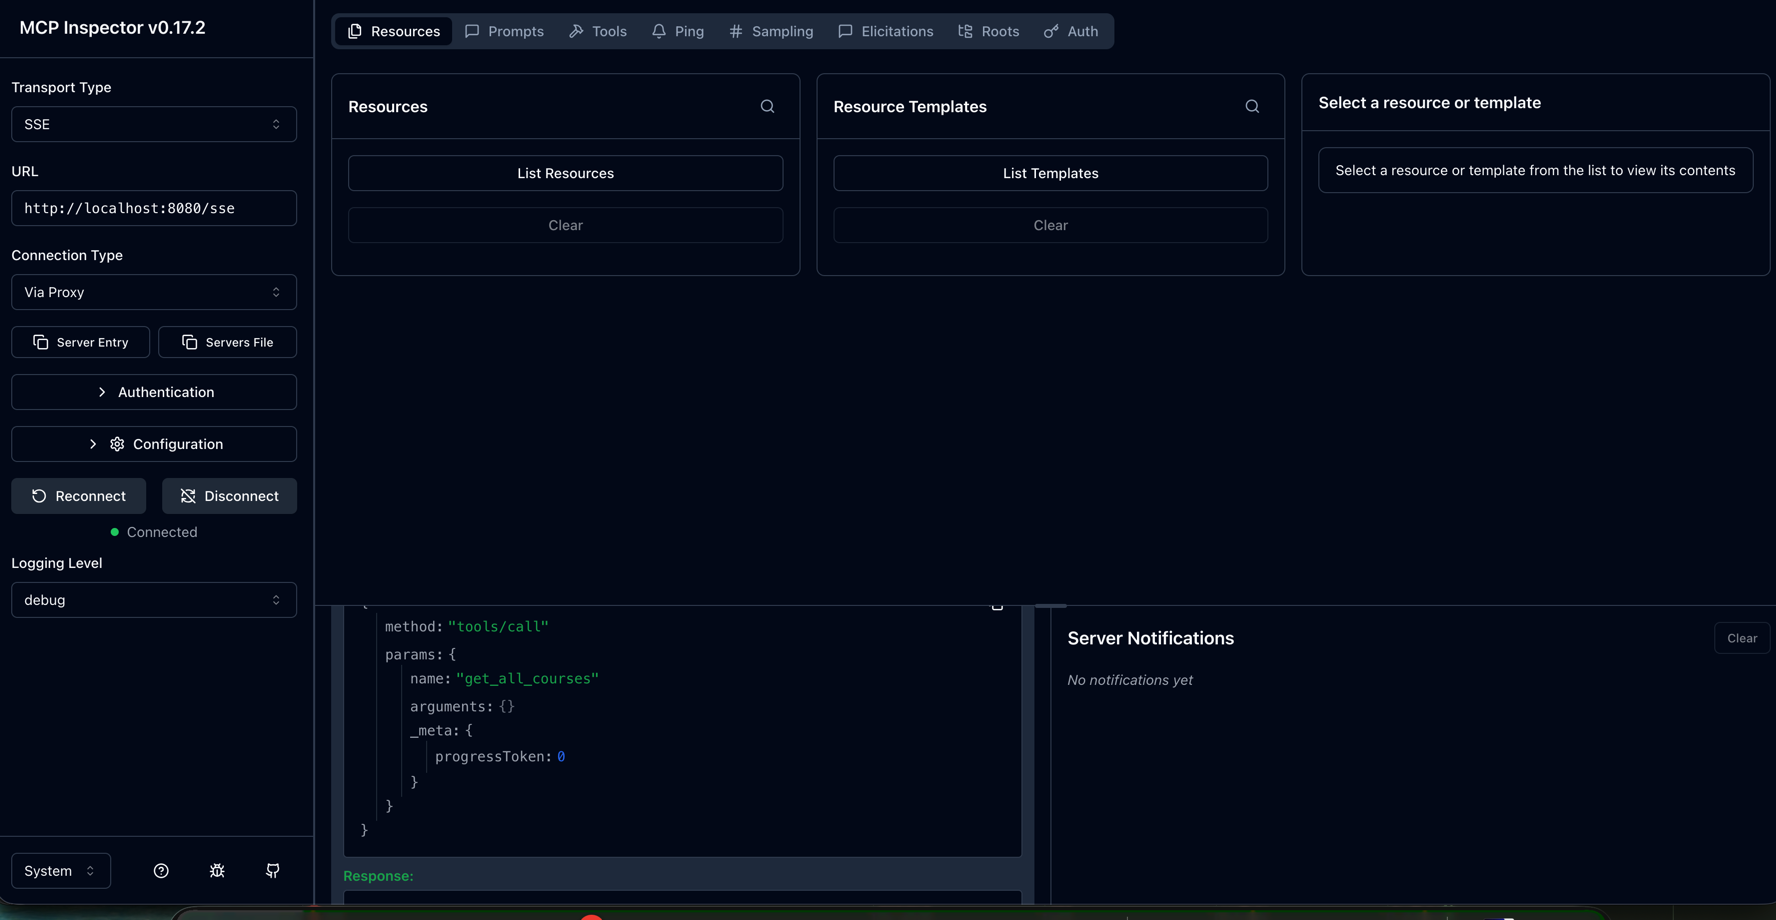 MCP Inspector v0.17.2
Transport Type
SSE
URL
http://localhost:8080/sse
Connection Type
Via Proxy
Server Entry
Servers File
Authentication
Configuration
Reconnect
Disconnect
Connected
Logging Level
debug
System
Resources
Prompts
Tools
Ping
Sampling
Elicitations
Roots
Auth
Resources
List Resources
Clear
Resource Templates
List Templates
Clear
Select a resource or template
Select a resource or template from the list to view its contents
{
method: "tools/call"
params: {
name: "get_all_courses"
arguments: {}
_meta: {
progressToken: 0
}
}
}
Response:
Server Notifications
Clear
No notifications yet